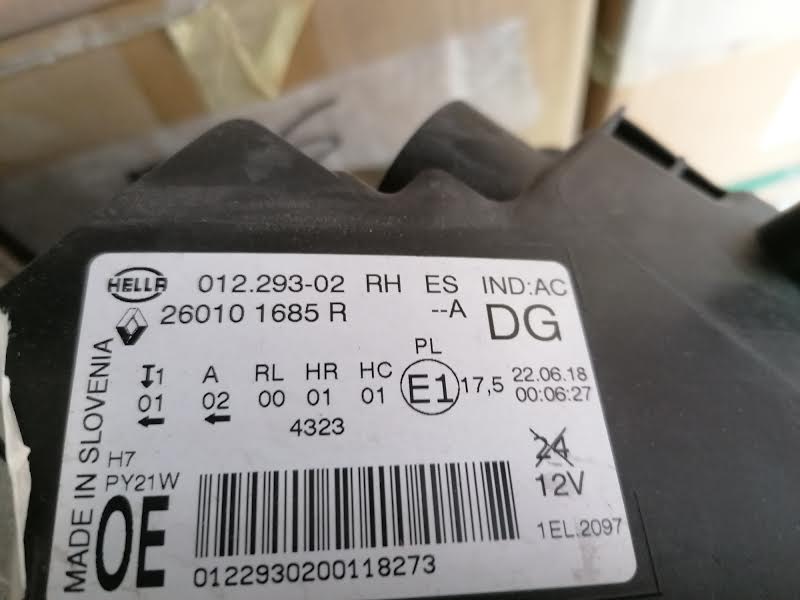 HELLA 012.293-02 RH ES IND:AC
26010 1685 R --A DG
PL
1 A RL HR HC E1 17,5 22.06.18
01 02 00 01 01 00:06:27
4323
24
H7
PY21W 12V
OE
1EL.2097
MADE IN SLOVENIA
0122930200118273